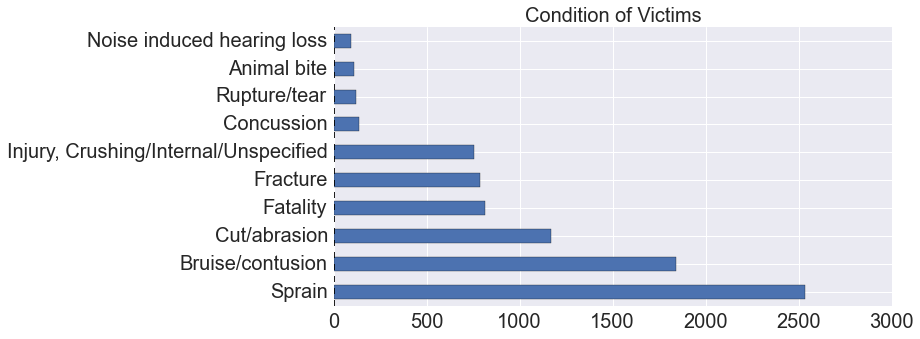 Condition of Victims
Noise induced hearing loss
Animal bite
Rupture/tear
Concussion
Injury, Crushing/Internal/Unspecified
Fracture
Fatality
Cut/abrasion
Bruise/contusion
Sprain
0 500 1000 1500 2000 2500 3000